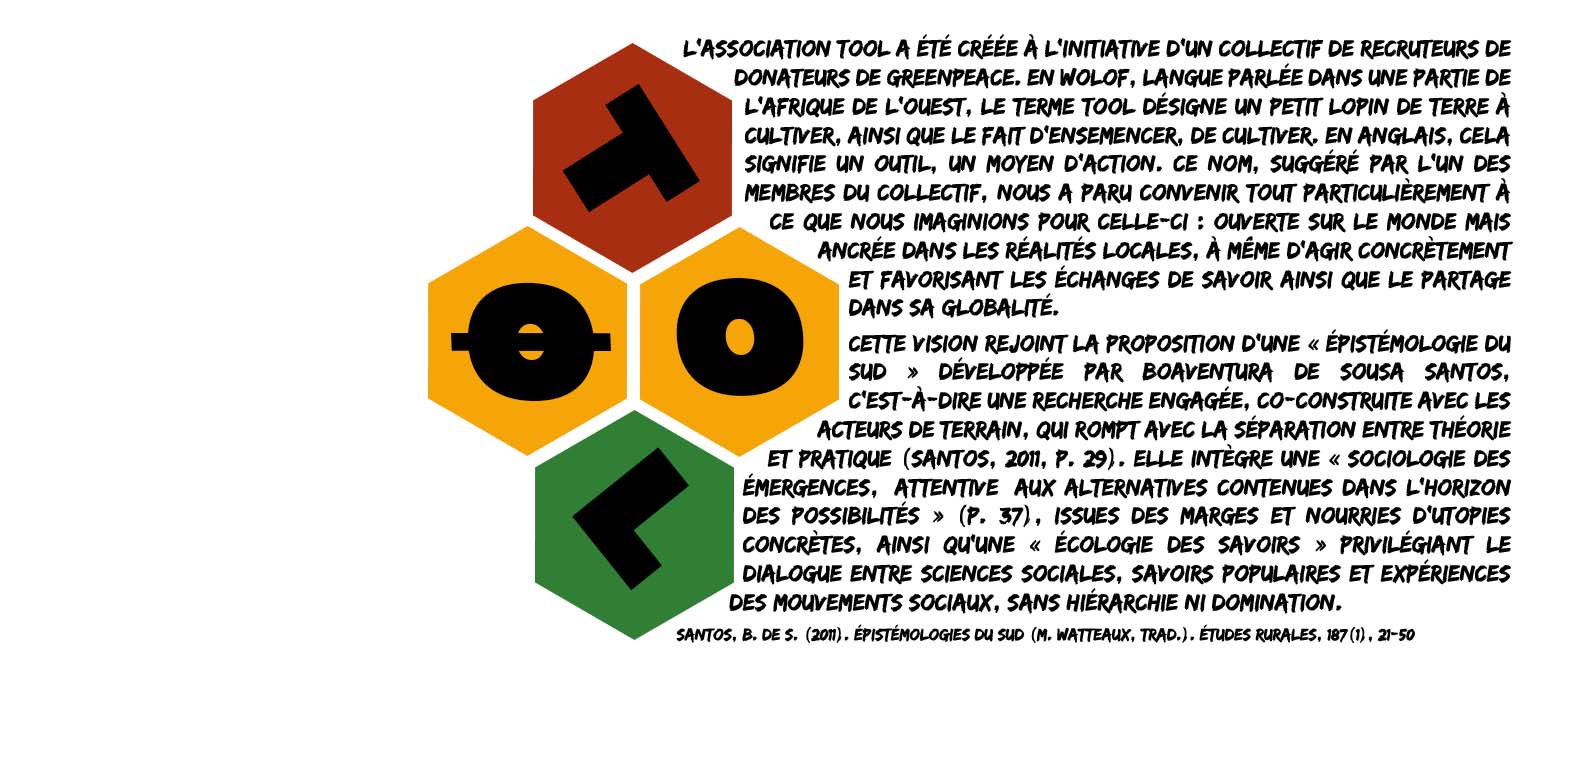 T
O O
L
L'ASSOCIATION TOOL A ÉTÉ CRÉÉE À L'INITIATIVE D'UN COLLECTIF DE RECRUTEURS DE
DONATEURS DE GREENPEACE. EN WOLOF, LANGUE PARLÉE DANS UNE PARTIE DE
L'AFRIQUE DE L'OUEST, LE TERME TOOL DÉSIGNE UN PETIT LOPIN DE TERRE À
CULTIVER, AINSI QUE LE FAIT D'ENSEMENCER, DE CULTIVER. EN ANGLAIS, CELA
SIGNIFIE UN OUTIL, UN MOYEN D'ACTION. CE NOM, SUGGÉRÉ PAR L'UN DES
MEMBRES DU COLLECTIF, NOUS A PARU CONVENIR TOUT PARTICULIÈREMENT À
CE QUE NOUS IMAGINIONS POUR CELLE-CI : OUVERTE SUR LE MONDE MAIS
ANCRÉE DANS LES RÉALITÉS LOCALES, À MÊME D'AGIR CONCRÈTEMENT
ET FAVORISANT LES ÉCHANGES DE SAVOIR AINSI QUE LE PARTAGE
DANS SA GLOBALITÉ.
CETTE VISION REJOINT LA PROPOSITION D'UNE « ÉPISTÉMOLOGIE DU
SUD » DÉVELOPPÉE PAR BOAVENTURA DE SOUSA SANTOS,
C'EST-À-DIRE UNE RECHERCHE ENGAGÉE, CO-CONSTRUITE AVEC LES
ACTEURS DE TERRAIN, QUI ROMPT AVEC LA SÉPARATION ENTRE THÉORIE
ET PRATIQUE (SANTOS, 2011, P. 29). ELLE INTÈGRE UNE « SOCIOLOGIE DES
ÉMERGENCES, ATTENTIVE AUX ALTERNATIVES CONTENUES DANS L'HORIZON
DES POSSIBILITÉS » (P. 37), ISSUES DES MARGES ET NOURRIES D'UTOPIES
CONCRÈTES, AINSI QU'UNE « ÉCOLOGIE DES SAVOIRS » PRIVILÉGIANT LE
DIALOGUE ENTRE SCIENCES SOCIALES, SAVOIRS POPULAIRES ET EXPÉRIENCES
DES MOUVEMENTS SOCIAUX, SANS HIÉRARCHIE NI DOMINATION.
SANTOS, B. DE S. (2011). ÉPISTÉMOLOGIES DU SUD (M. WATTEAUX, TRAD.). ÉTUDES RURALES, 187(1), 21-50